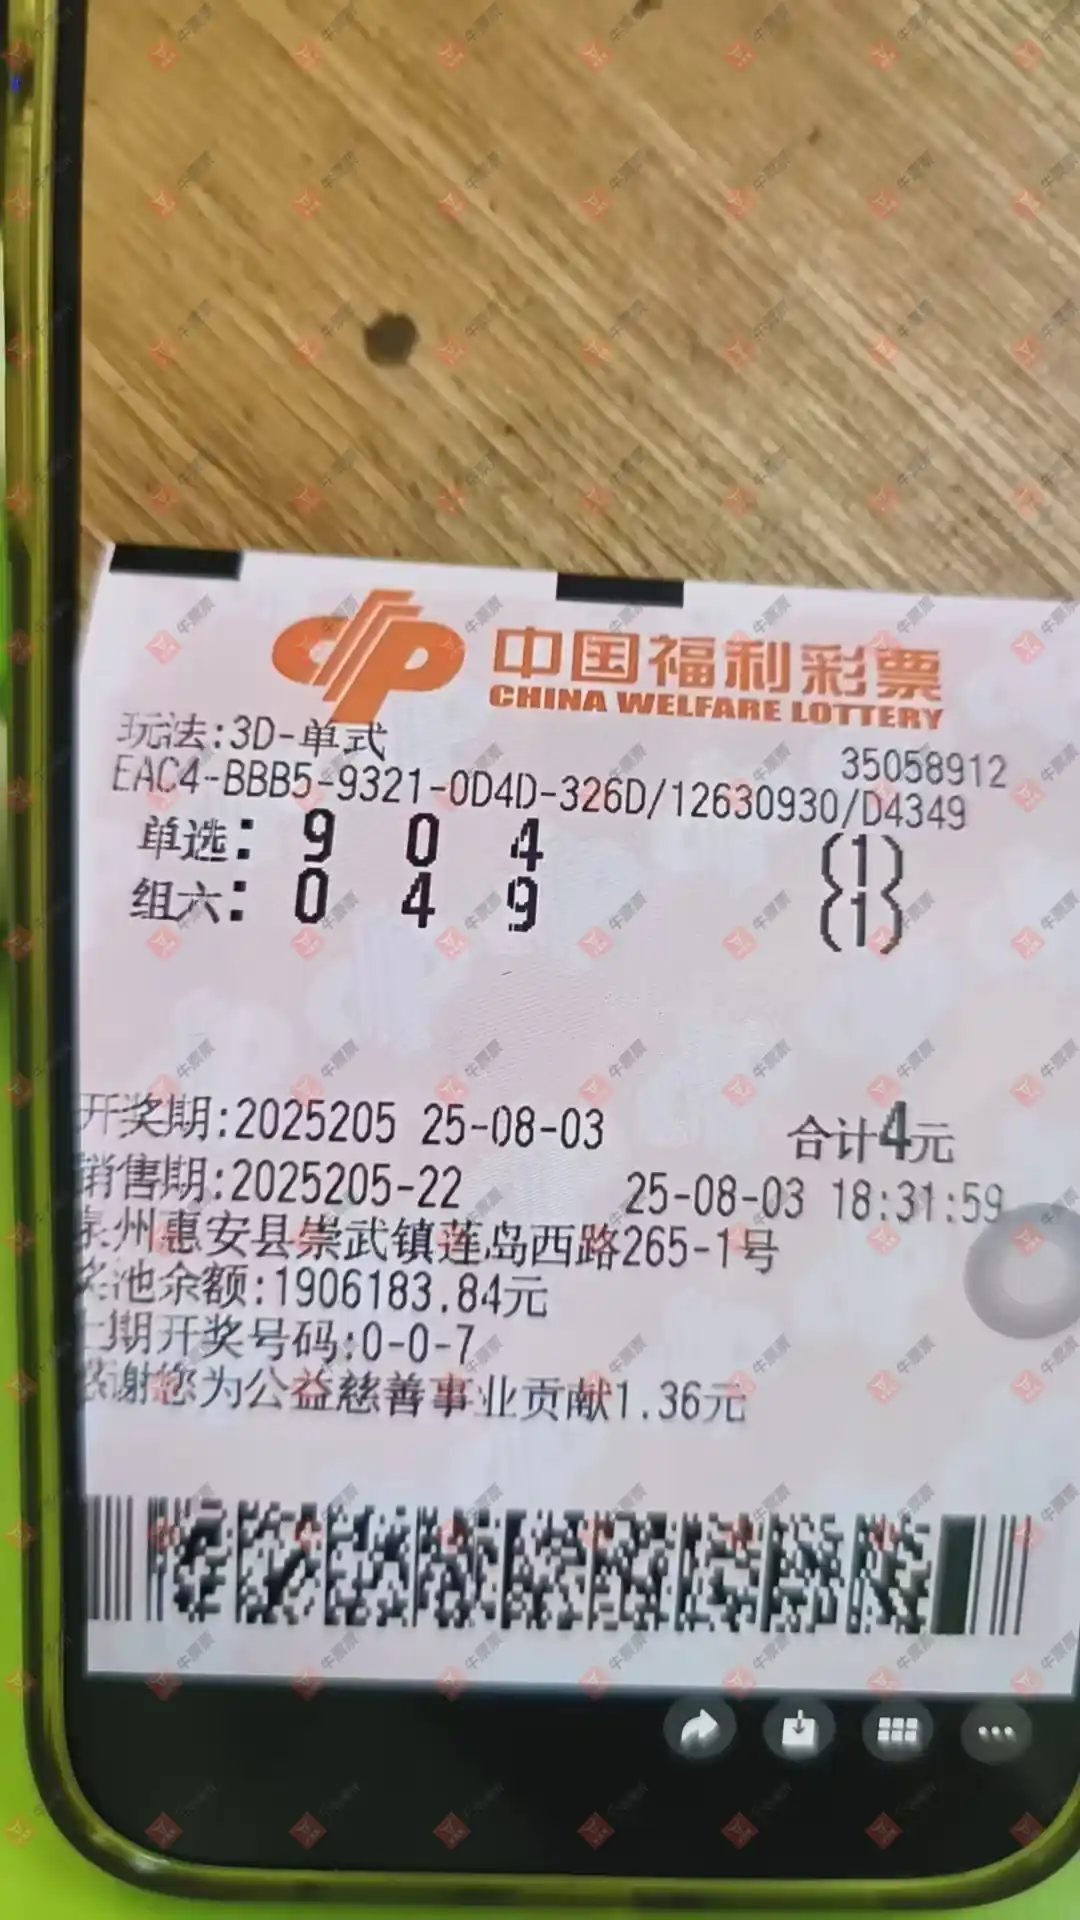 中国福利彩票
CHINA WELFARE LOTTERY
玩法:3D-单式
35058912
EAC4-BBB5-9321-0D4D-326D/12630930/D4349
单选: 9 0 4 (1)
组六: 0 4 9 (1)
开奖期:2025205 25-08-03 合计4元
销售期:2025205-22 25-08-03 18:31:59
泉州惠安县崇武镇莲岛西路265-1号
奖池余额:1906183.84元
上期开奖号码:0-0-7
感谢您为公益慈善事业贡献1.36元